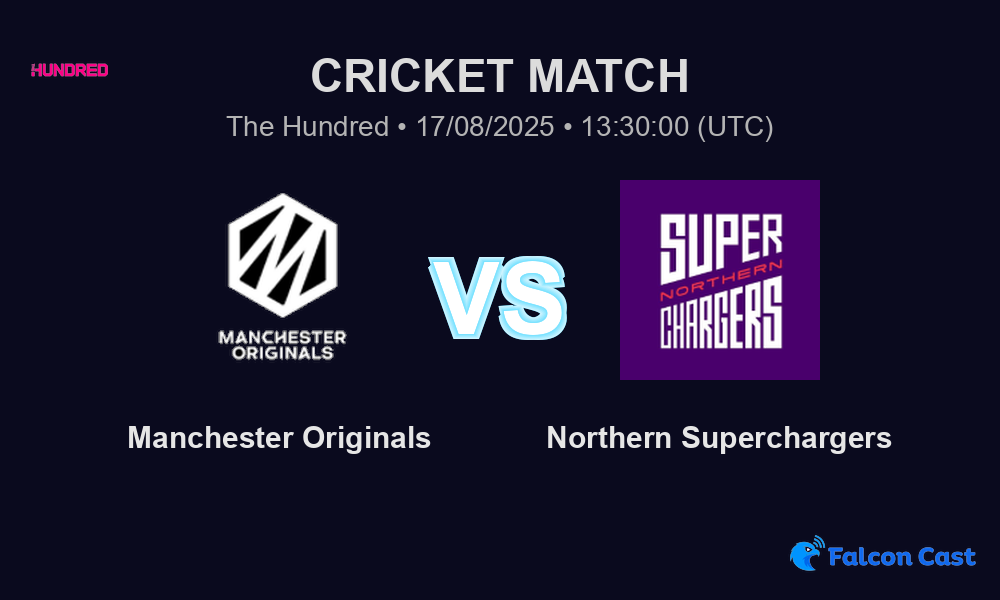 HUNDRED
CRICKET MATCH
The Hundred • 17/08/2025 • 13:30:00 (UTC)
M
MANCHESTER
ORIGINALS
VS
SUPER
NORTHERN
CHARGERS
Manchester Originals
Northern Superchargers
Falcon Cast